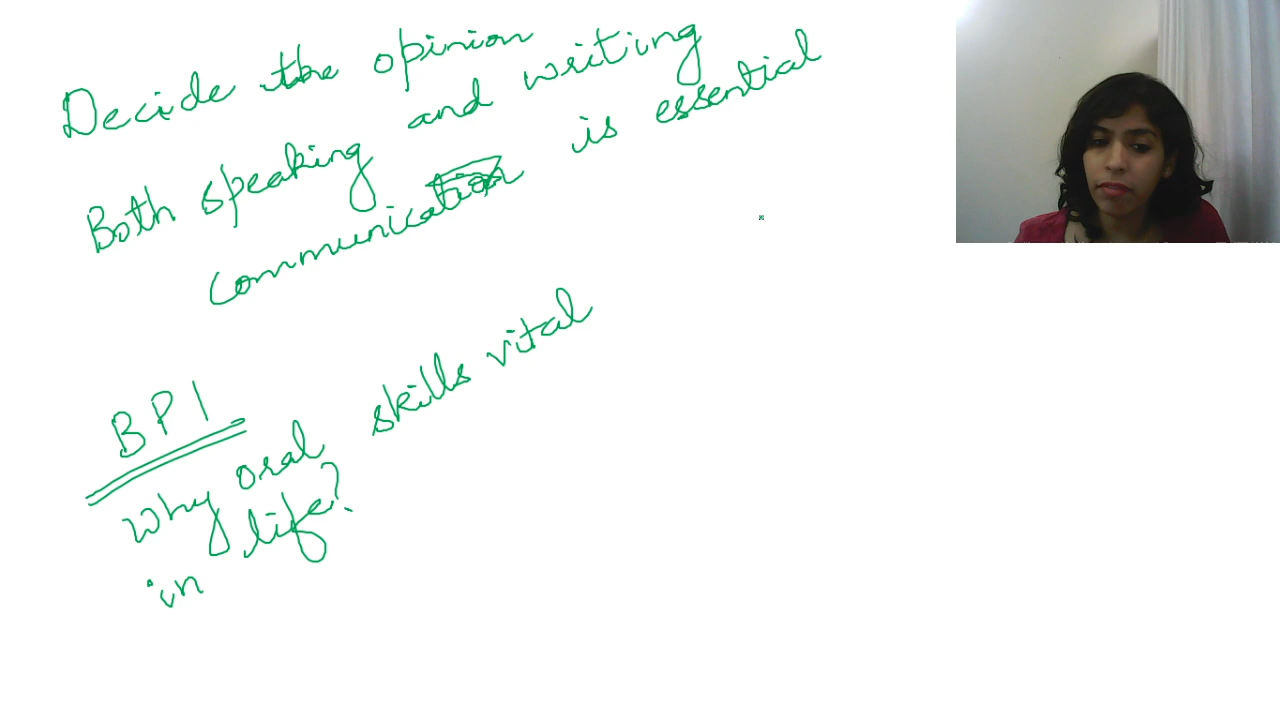 Decide the opinion
Both speaking and writing
communication is essential
BP1
Why oral skills vital
in life?